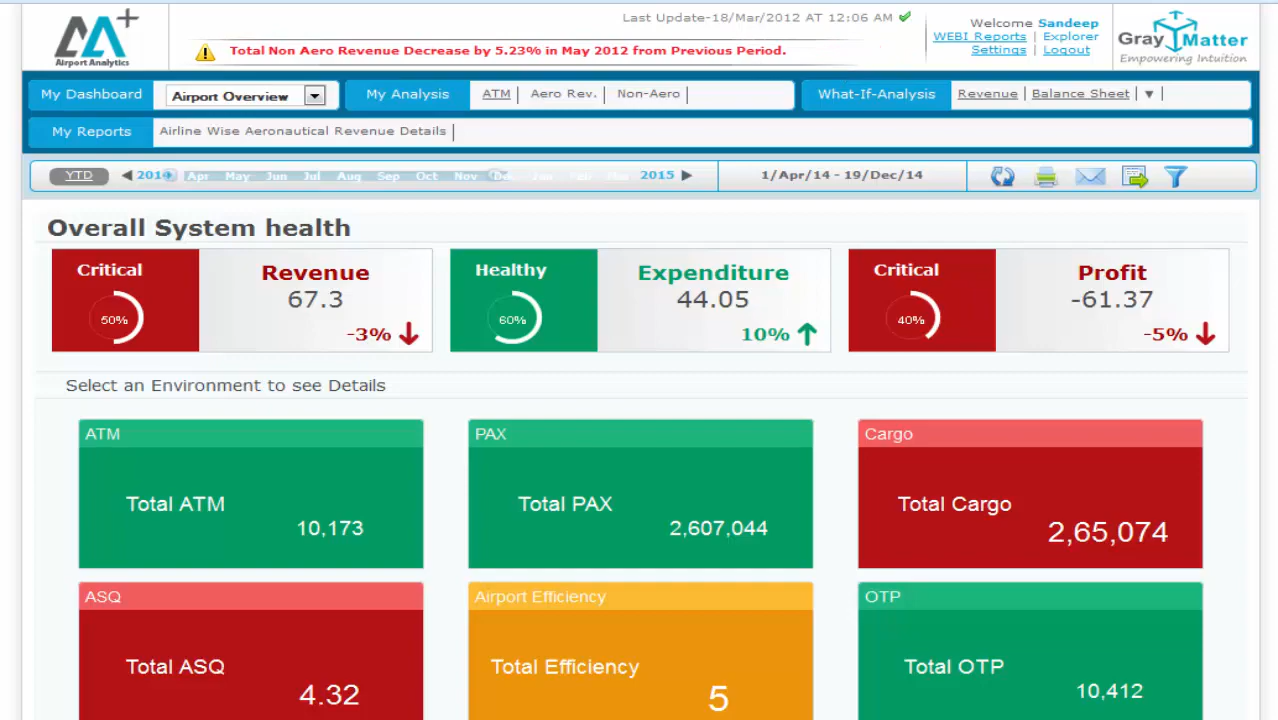 Last Update-18/Mar/2012 AT 12:06 AM
Airport Analytics
Total Non Aero Revenue Decrease by 5.23% in May 2012 from Previous Period.
Welcome Sandeep
WEBI Reports | Explorer
Settings | Logout
GrayMatter
Empowering Intuition
My Dashboard Airport Overview My Analysis ATM | Aero Rev. | Non-Aero | What-If-Analysis Revenue | Balance Sheet | ▼ |
My Reports Airline Wise Aeronautical Revenue Details |
YTD ◀ 201 Apr May Jun Jul Aug Sep Oct Nov 2015 ▶ 1/Apr/14 - 19/Dec/14
Overall System health
Critical
50%
Revenue
67.3
-3%
Healthy
60%
Expenditure
44.05
10%
Critical
40%
Profit
-61.37
-5%
Select an Environment to see Details
ATM
Total ATM
10,173
PAX
Total PAX
2,607,044
Cargo
Total Cargo
2,65,074
ASQ
Total ASQ
4.32
Airport Efficiency
Total Efficiency
5
OTP
Total OTP
10,412